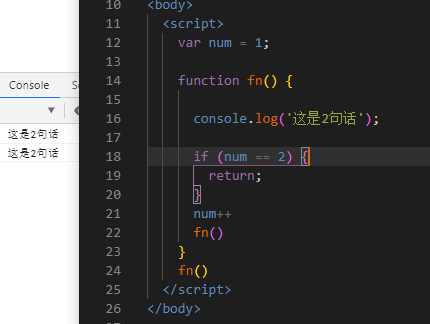 Console
这是2句话
这是2句话
10 <body>
11 <script>
12 var num = 1;
13
14 function fn() {
15
16 console.log('这是2句话');
17
18 if (num == 2) {
19 return;
20 }
21 num++
22 fn()
23 }
24 fn()
25 </script>
26 </body>